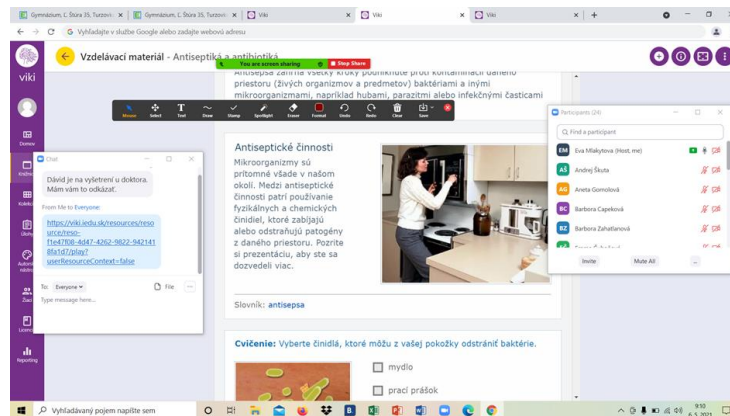 Gymnázium, Ľ. Štúra 35, Turzov
Gymnázium, Ľ. Štúra 35, Turzov
Viki
Viki
Viki
Vyhľadajte v službe Google alebo zadajte webovú adresu
Vzdelávací materiál - Antiseptiká a antibiotiká
You are screen sharing
Stop Share
viki
Antisepsa zahŕňa všetky kroky podniknuté proti kontaminácii daného
priestoru (živých organizmov a predmetov) baktériami a inými
mikroorganizmami, napríklad hubami, parazitmi alebo infekčnými časticami
Mouse
Select
Text
Draw
Stamp
Spotlight
Eraser
Format
Undo
Redo
Clear
Save
Domov
Knižnica
Kolekcie
Úlohy
Žiaci
Licencie
Reporting
Chat
Dávid je na vyšetrení u doktora.
Mám vám to odkázať.
From Me to Everyone:
https://viki.iedu.sk/resources/reso
urce/reso-
f1e47f08-4d47-4262-9822-942141
8fa1d7/play?
userResourceContext=false
To: Everyone
File
Type message here...
Antiseptické činnosti
Mikroorganizmy sú
prítomné všade v našom
okolí. Medzi antiseptické
činnosti patrí používanie
fyzikálnych a chemických
činidiel, ktoré zabíjajú
alebo odstraňujú patogény
z daného priestoru. Pozrite
si prezentáciu, aby ste sa
dozvedeli viac.
Slovník: antisepsa
Cvičenie: Vyberte činidlá, ktoré môžu z vašej pokožky odstrániť baktérie.
mydlo
prací prášok
Participants (24)
Find a participant
EM Eva Mlakytova (Host, me)
AŠ Andrej Škuta
AG Aneta Gomolová
BC Barbora Capeková
BZ Barbora Zahatlanová
Invite
Mute All
Vyhľadávaný pojem napíšte sem
9:10
6. 5. 2021